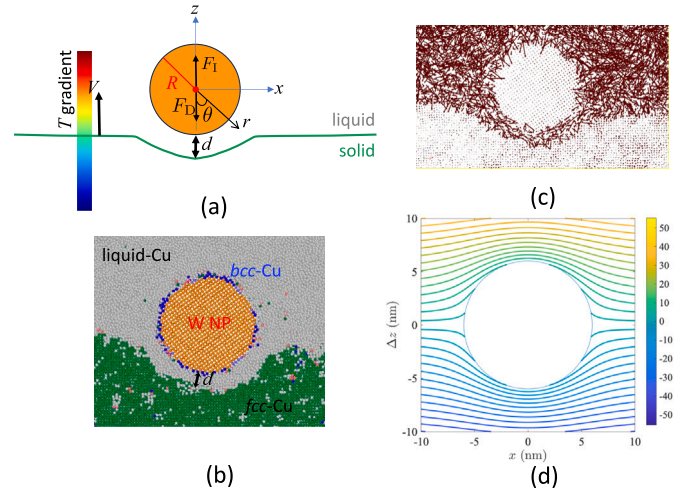 z
T gradient
V
R
F_I
F_D
θ
x
r
d
liquid
solid
(a)
(c)
liquid-Cu
bcc-Cu
W NP
d
fcc-Cu
(b)
10
5
0
-5
-10
Δz (nm)
-10
-5
0
5
10
x (nm)
50
40
30
20
10
0
-10
-20
-30
-40
-50
(d)